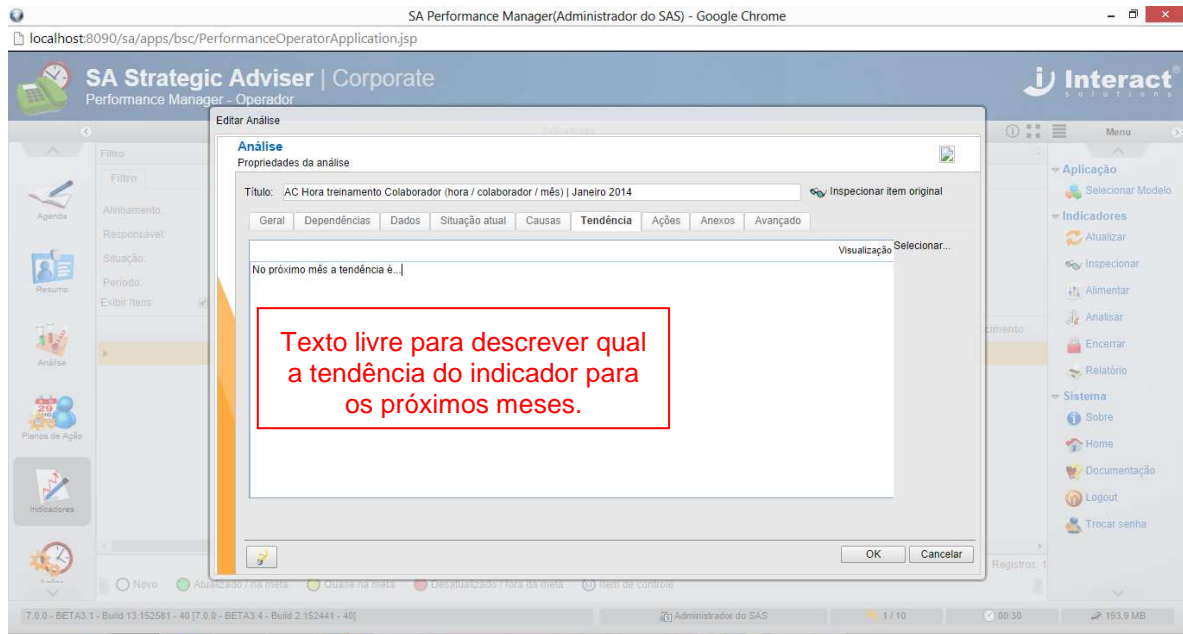 SA Performance Manager(Administrador do SAS) - Google Chrome
localhost:8090/sa/apps/bsc/PerformanceOperatorApplication.jsp
SA Strategic Adviser | Corporate
Performance Manager - Operador
Interact
solutions
Menu
Editar Análise
Análise
Propriedades da análise
Título: AC Hora treinamento Colaborador (hora / colaborador / mês) | Janeiro 2014
Inspecionar item original
Geral Dependências Dados Situação atual Causas Tendência Ações Anexos Avançado
Visualização Selecionar...
No próximo mês a tendência è...
Texto livre para descrever qual
a tendência do indicador para
os próximos meses.
OK Cancelar
Filtro
Filtro
Alinhamento:
Responsável:
Situação:
Período:
Exibir Itens:
Agenda
Resumo
Análise
Planos de Ação
Indicadores
Aplicação
Selecionar Modelo
Indicadores
Atualizar
Inspecionar
Alimentar
Analisar
Encerrar
Relatório
Sistema
Sobre
Home
Documentação
Logout
Trocar senha
Registros: 1
Novo Atualizado / na meta Quase na meta Desatualizado / fora da meta Item de controle
7.0.0 - BETA3.1 - Build 13.152581 - 40 [7.0.0 - BETA3.4 - Build 2.152441 - 40]
Administrador do SAS
1 / 10
00:30
193,9 MB